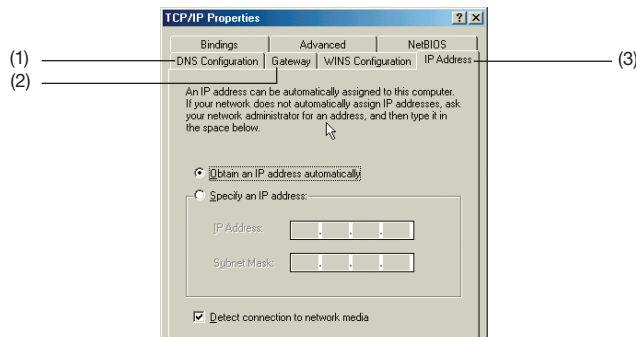 TCP/IP Properties
? X
Bindings Advanced NetBIOS
(1) DNS Configuration Gateway WINS Configuration IP Address (3)
(2)
An IP address can be automatically assigned to this computer.
If your network does not automatically assign IP addresses, ask
your network administrator for an address, and then type it in
the space below.
Obtain an IP address automatically
Specify an IP address:
IP Address:
. . .
Subnet Mask:
. . .
Detect connection to network media